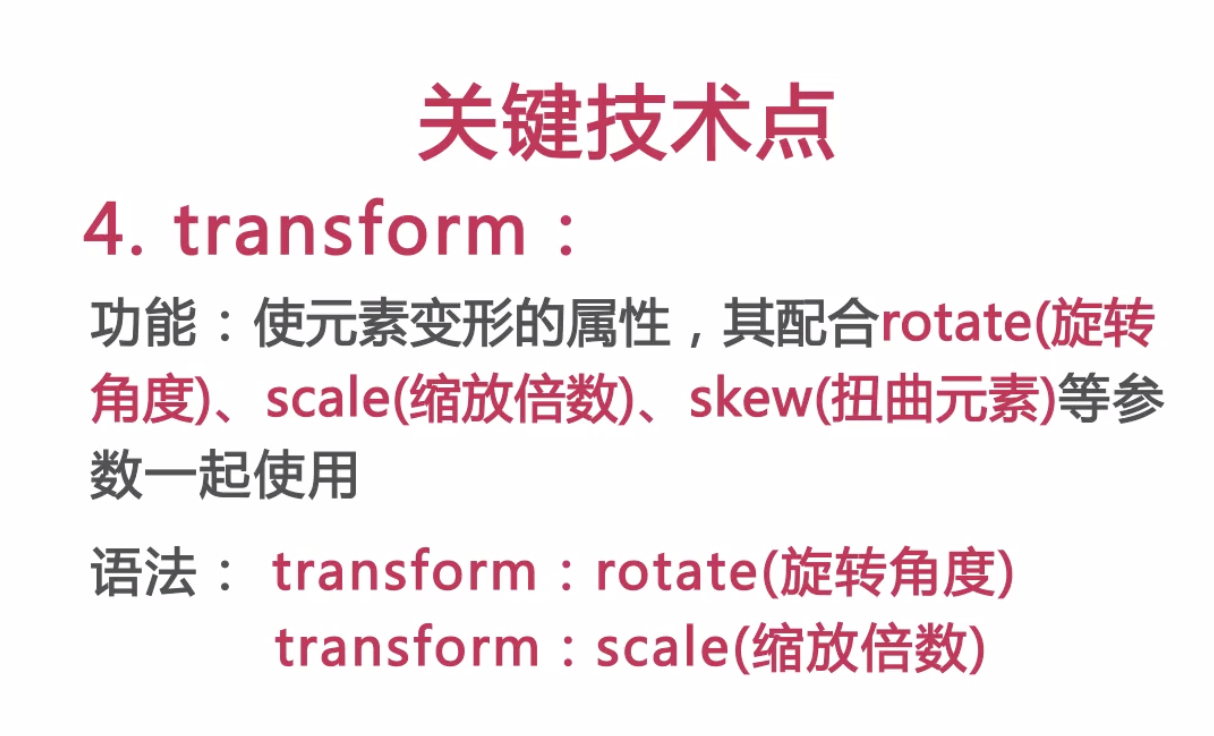 关键技术点
4. transform：
功能：使元素变形的属性，其配合rotate(旋转
角度)、scale(缩放倍数)、skew(扭曲元素)等参
数一起使用
语法： transform：rotate(旋转角度)
transform：scale(缩放倍数)